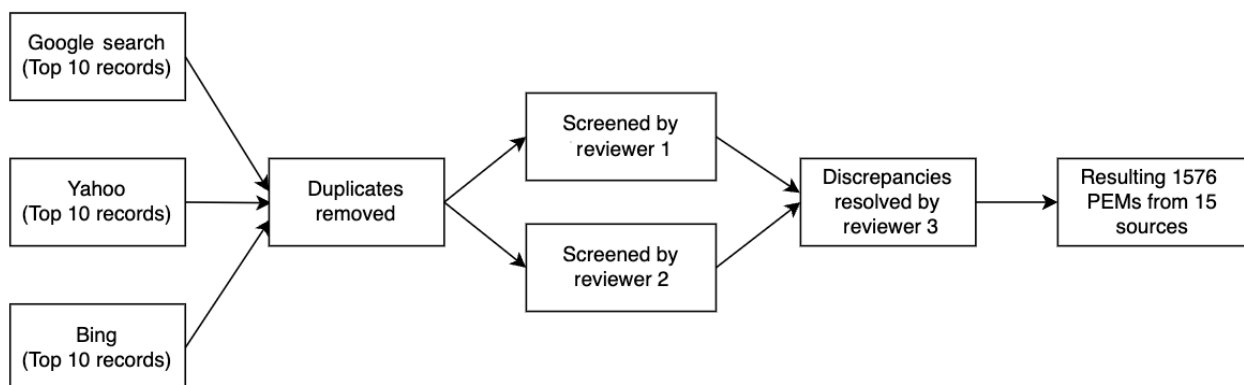 Google search
(Top 10 records)
Yahoo
(Top 10 records)
Bing
(Top 10 records)
Duplicates
removed
Screened by
reviewer 1
Screened by
reviewer 2
Discrepancies
resolved by
reviewer 3
Resulting 1576
PEMs from 15
sources